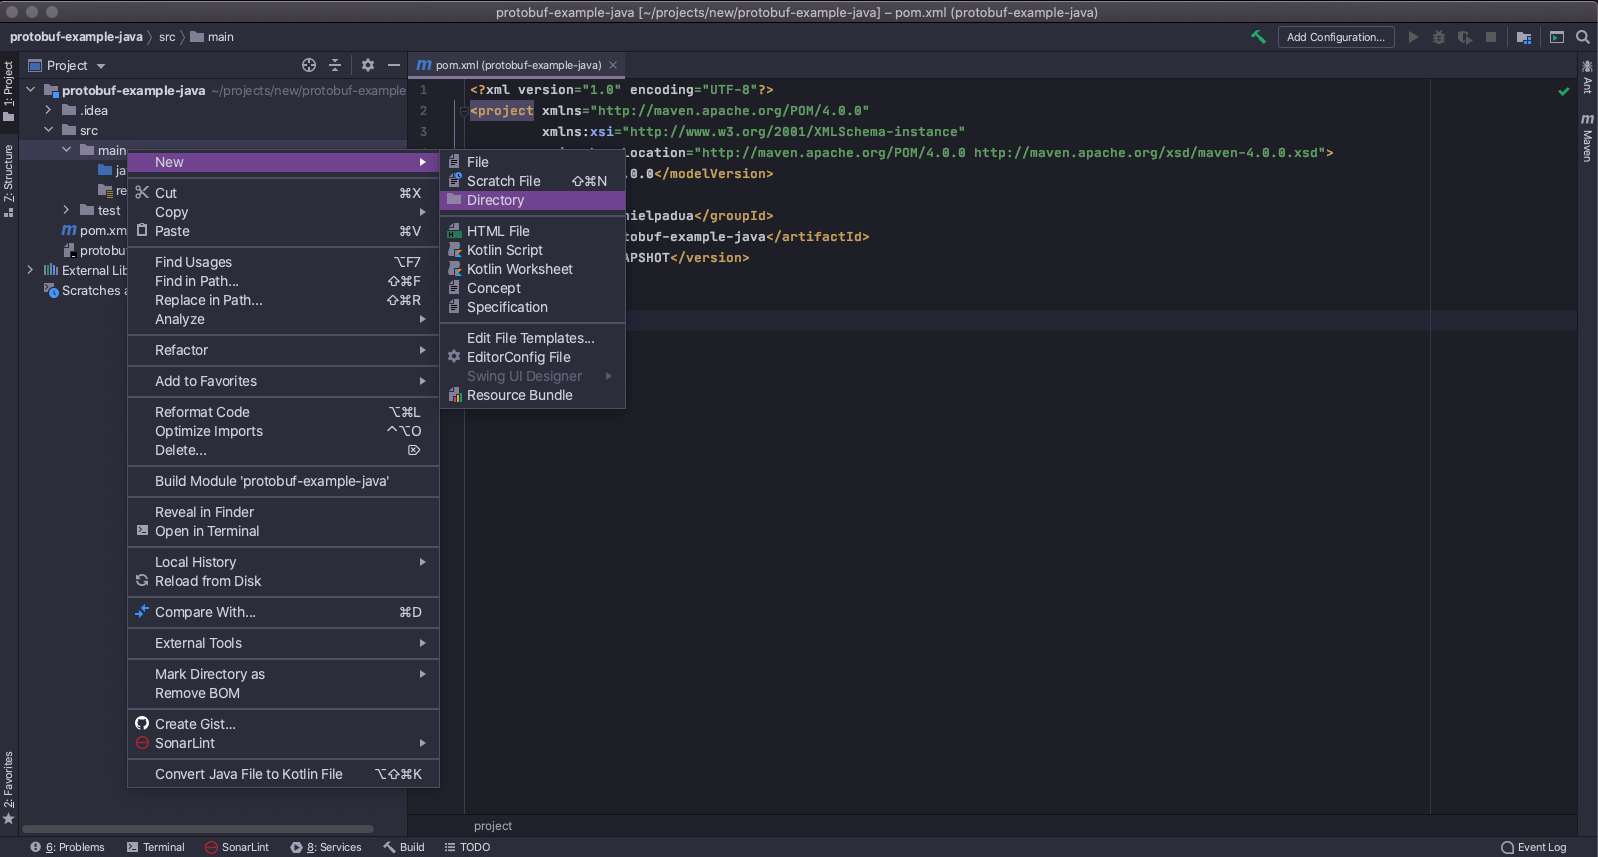 protobuf-example-java [~/projects/new/protobuf-example-java] – pom.xml (protobuf-example-java)
protobuf-example-java src main
Add Configuration...
1: Project
Z: Structure
2: Favorites
Project
protobuf-example-java ~/projects/new/protobuf-example
.idea
src
main
ja
re
test
pom.xm
protobu
External Lib
Scratches a
New
Cut ⌘X
Copy
Paste ⌘V
Find Usages ⌥F7
Find in Path... ⇧⌘F
Replace in Path... ⇧⌘R
Analyze
Refactor
Add to Favorites
Reformat Code ⌥⌘L
Optimize Imports ^⌥O
Delete... ⌦
Build Module 'protobuf-example-java'
Reveal in Finder
Open in Terminal
Local History
Reload from Disk
Compare With... ⌘D
External Tools
Mark Directory as
Remove BOM
Create Gist...
SonarLint
Convert Java File to Kotlin File ⌥⇧⌘K
File
Scratch File ⇧⌘N
Directory
HTML File
Kotlin Script
Kotlin Worksheet
Concept
Specification
Edit File Templates...
EditorConfig File
Swing UI Designer
Resource Bundle
pom.xml (protobuf-example-java)
1 <?xml version="1.0" encoding="UTF-8"?>
2 <project xmlns="http://maven.apache.org/POM/4.0.0"
3 xmlns:xsi="http://www.w3.org/2001/XMLSchema-instance"
Location="http://maven.apache.org/POM/4.0.0 http://maven.apache.org/xsd/maven-4.0.0.xsd">
.0.0</modelVersion>
nielpadua</groupId>
tobuf-example-java</artifactId>
APSHOT</version>
project
Ant
m Maven
6: Problems Terminal SonarLint 8: Services Build TODO Event Log